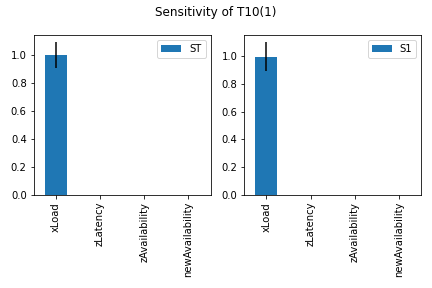 Sensitivity of T10(1)
ST
1.0
0.8
0.6
0.4
0.2
0.0
xLoad
zLatency
zAvailability
newAvailability
S1
1.0
0.8
0.6
0.4
0.2
0.0
xLoad
zLatency
zAvailability
newAvailability